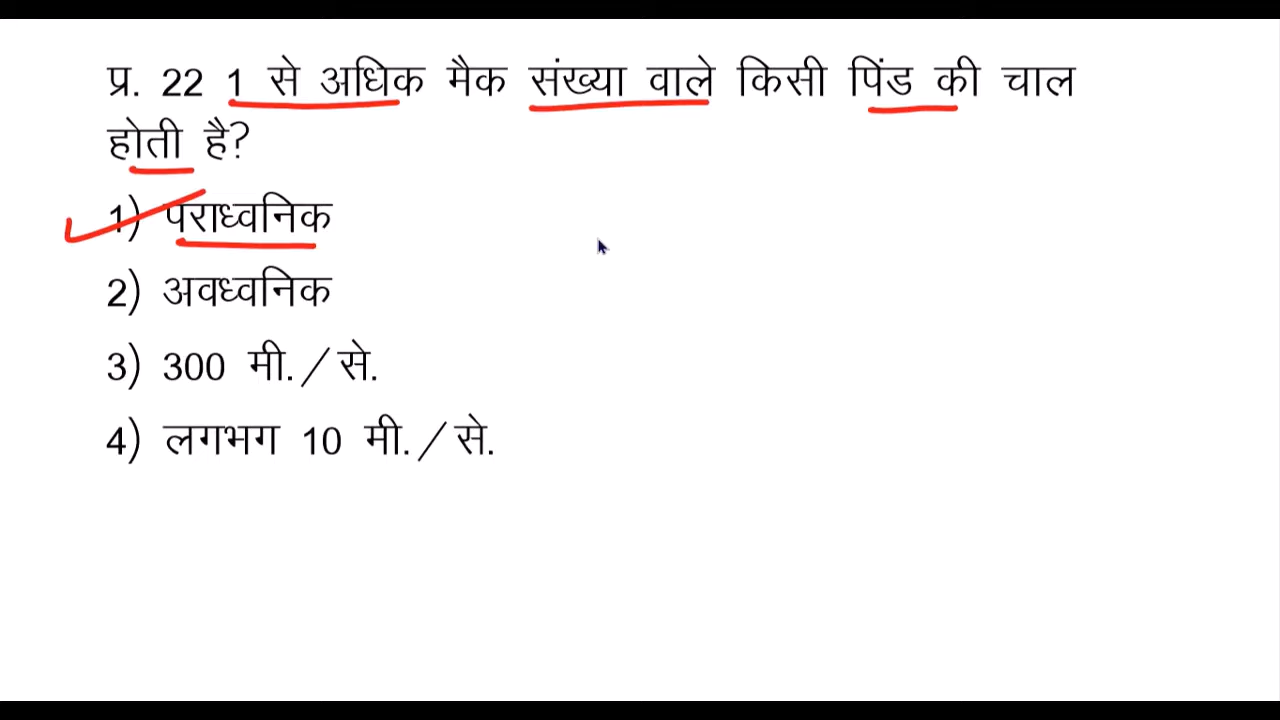 प्र. 22 1 से अधिक मैक संख्या वाले किसी पिंड की चाल
होती है?
1) पराध्वनिक
2) अवध्वनिक
3) 300 मी./से.
4) लगभग 10 मी./से.